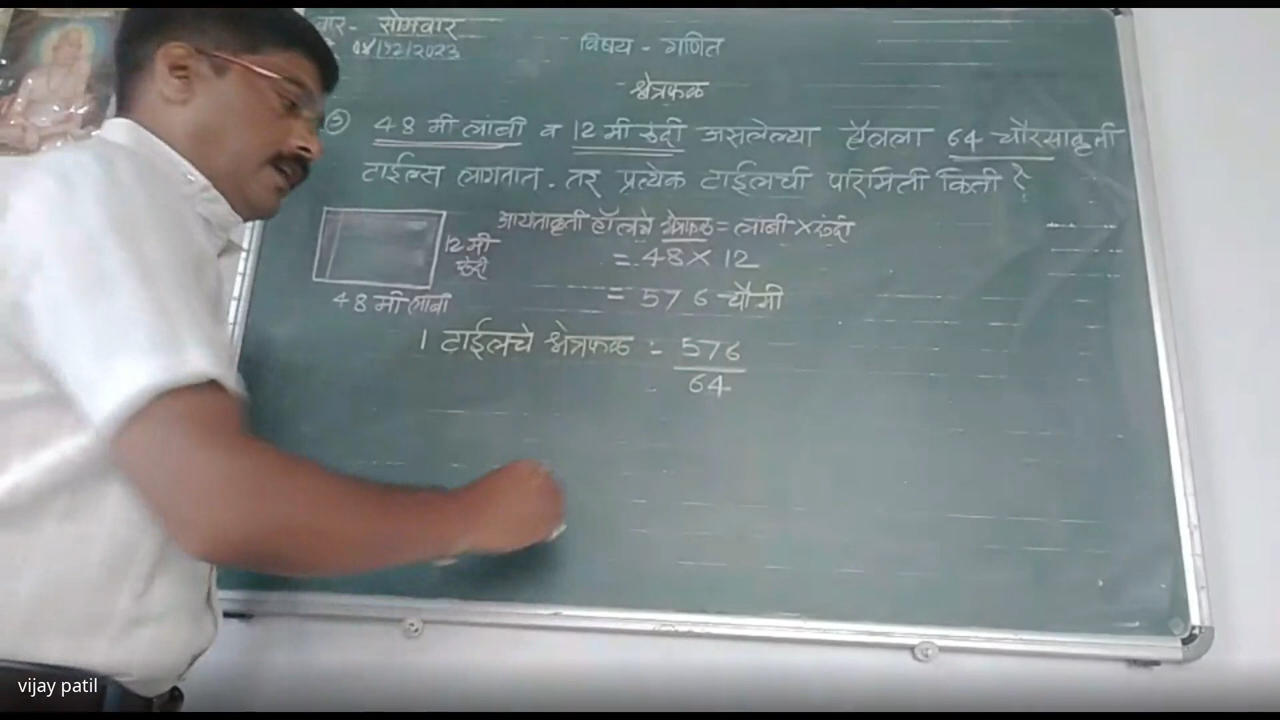 वार- सोमवार
04/12/2023
विषय - गणित
क्षेत्रफळ
५ 48 मी लांबी व 12 मी रुंदी असलेल्या हॉलला 64 चौरसाकृती
टाईल्स लागतात. तर प्रत्येक टाईलची परिमिती किती ?
आयताकृती हॉलचे क्षेत्रफळ = लांबी × रुंदी
12 मी
रुंदी
= 48 × 12
48 मी लांबी
= 576 चौ मी
1 टाईलचे क्षेत्रफळ = 576
64
vijay patil